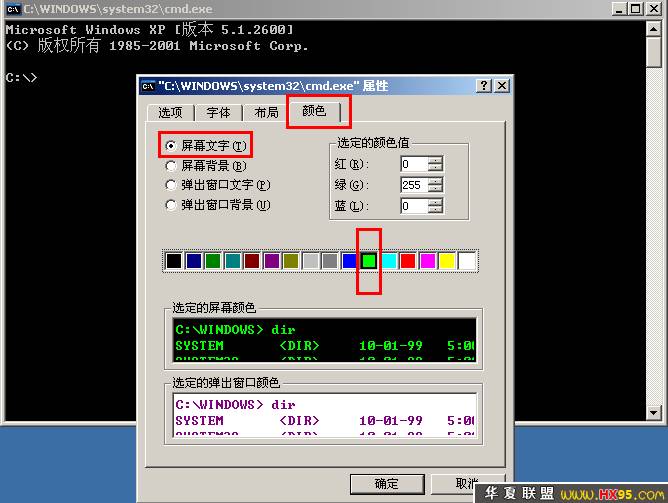 C:\WINDOWS\system32\cmd.exe
Microsoft Windows XP [版本 5.1.2600]
(C) 版权所有 1985-2001 Microsoft Corp.
C:\>
"C:\WINDOWS\system32\cmd.exe" 属性
选项 字体 布局 颜色
屏幕文字(T)
屏幕背景(B)
弹出窗口文字(P)
弹出窗口背景(U)
选定的颜色值
红(R): 0
绿(G): 255
蓝(L): 0
选定的屏幕颜色
C:\WINDOWS> dir
SYSTEM <DIR> 10-01-99 5:00
选定的弹出窗口颜色
C:\WINDOWS> dir
SYSTEM <DIR> 10-01-99 5:00
确定 取消
华夏联盟 www.HX95.com